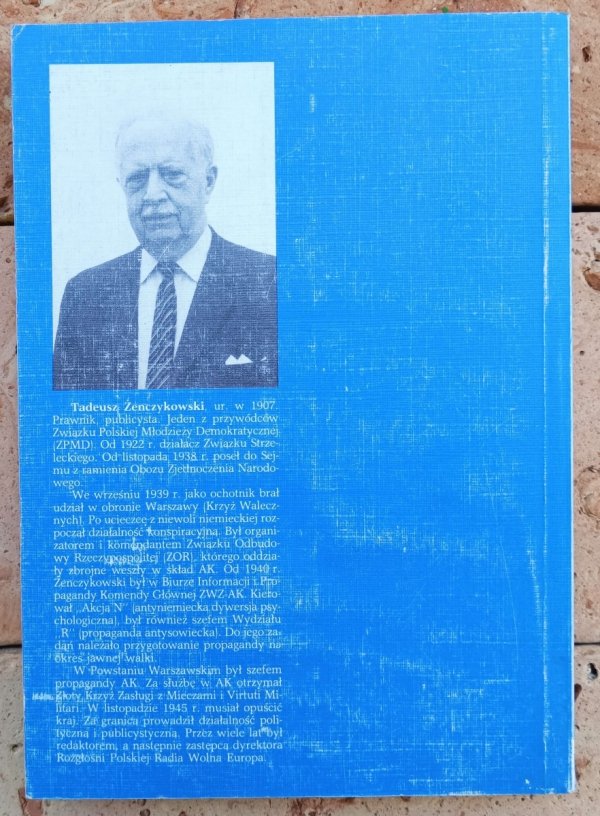 Tadeusz Żenczykowski, ur. w 1907.
Prawnik, publicysta. Jeden z przywódców
Związku Polskiej Młodzieży Demokratycznej
(ZPMD). Od 1922 r. działacz Związku Strze-
leckiego. Od listopada 1938 r. poseł do Sej-
mu z ramienia Obozu Zjednoczenia Narodo-
wego.
We wrześniu 1939 r. jako ochotnik brał
udział w obronie Warszawy (Krzyż Walecz-
nych). Po ucieczce z niewoli niemieckiej roz-
począł działalność konspiracyjną. Był organi-
zatorem i komendantem Związku Odbudo-
wy Rzeczypospolitej (ZOR), którego oddzia-
ły zbrojne weszły w skład AK. Od 1940 r.
Żenczykowski był w Biurze Informacji i Pro-
pagandy Komendy Głównej ZWZ-AK. Kiero-
wał „Akcją N" (antyniemiecka dywersja psy-
chologiczna), był również szefem Wydziału
„R" (propaganda antysowiecka). Do jego za-
dań należało przygotowanie propagandy na
okres jawnej walki.
W Powstaniu Warszawskim był szefem
propagandy AK. Za służbę w AK otrzymał
Złoty Krzyż Zasługi z Mieczami i Virtuti Mi-
litari. W listopadzie 1945 r. musiał opuścić
kraj. Za granicą prowadził działalność poli-
tyczną i publicystyczną. Przez wiele lat był
redaktorem, a następnie zastępcą dyrektora
Rozgłośni Polskiej Radia Wolna Europa.